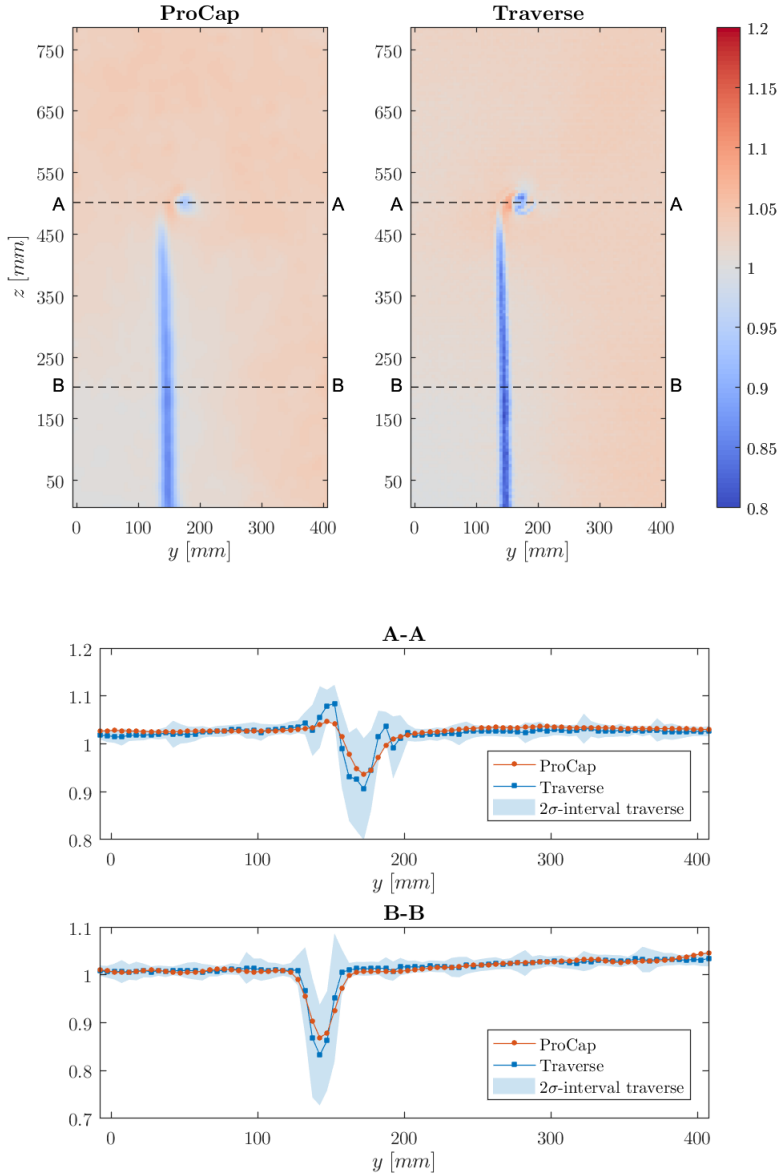 ProCap
Traverse
750
650
550
450
350
250
150
50
z [mm]
A
A
B
B
0
100
200
300
400
y [mm]
750
650
550
450
350
250
150
50
A
A
B
B
0
100
200
300
400
y [mm]
1.2
1.15
1.1
1.05
1
0.95
0.9
0.85
0.8
A-A
1.2
1.1
1
0.9
0.8
ProCap
Traverse
2σ-interval traverse
0
100
200
300
400
y [mm]
B-B
1.1
1
0.9
0.8
0.7
ProCap
Traverse
2σ-interval traverse
0
100
200
300
400
y [mm]